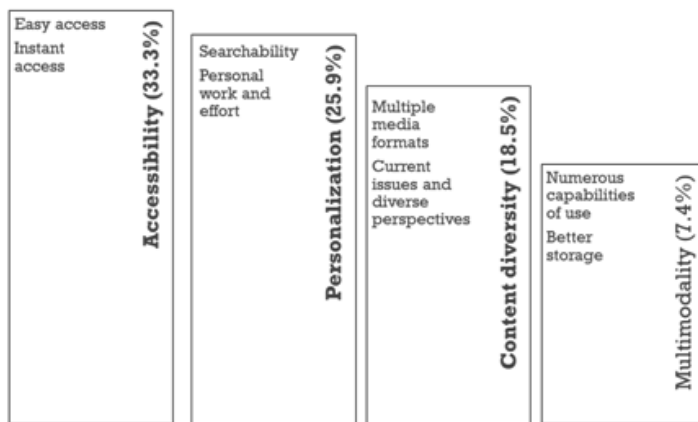 Easy access
Instant
access
Accessibility (33.3%)
Searchability
Personal
work and
effort
Personalization (25.9%)
Multiple
media
formats
Current
issues and
diverse
perspectives
Content diversity (18.5%)
Numerous
capabilities
of use
Better
storage
Multimodality (7.4%)